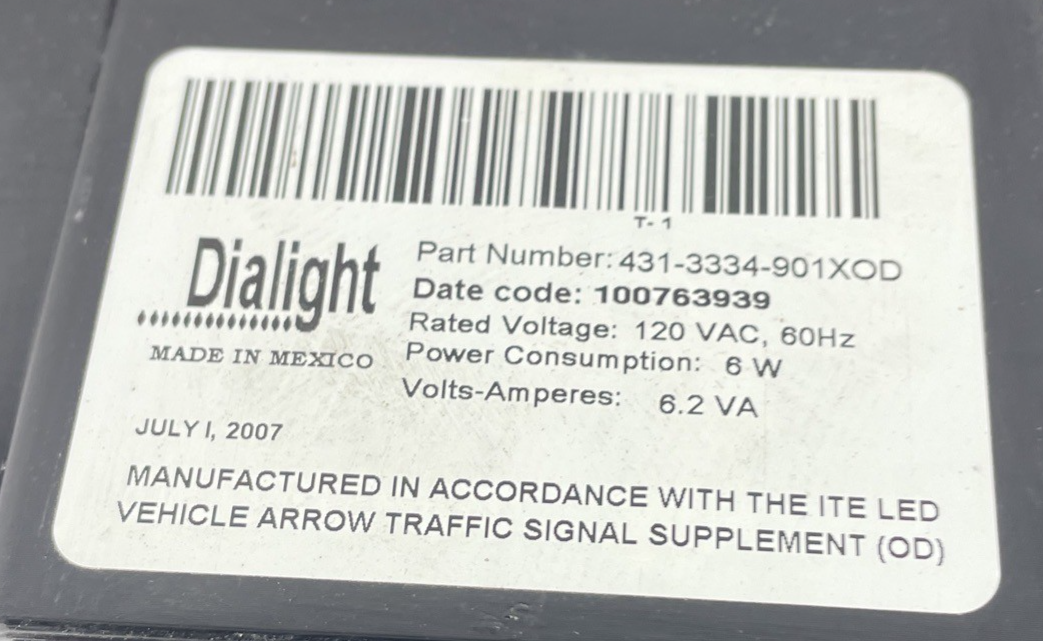 T- 1
Dialight
MADE IN MEXICO
Part Number: 431-3334-901XOD
Date code: 100763939
Rated Voltage: 120 VAC, 60Hz
Power Consumption: 6 W
Volts-Amperes: 6.2 VA
JULY I, 2007
MANUFACTURED IN ACCORDANCE WITH THE ITE LED
VEHICLE ARROW TRAFFIC SIGNAL SUPPLEMENT (OD)